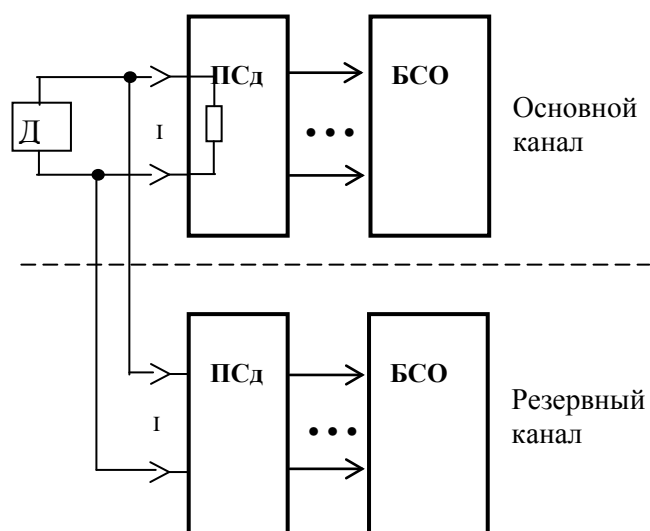 ПСд
БСО
Д
I
Основной
канал
ПСд
БСО
I
Резервный
канал